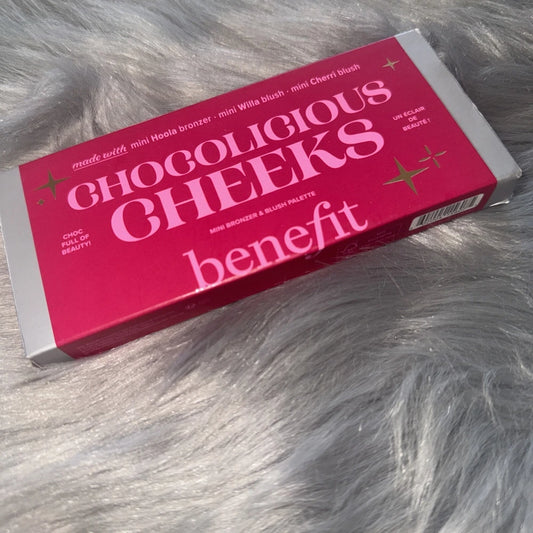 made with mini Hoola bronzer · mini Willa blush · mini Cherri blush
CHOCOLICIOUS
CHEEKS
CHOC
FULL OF
BEAUTY!
UN ECLAIR
DE
BEAUTÉ!
MINI BRONZER & BLUSH PALETTE
benefit